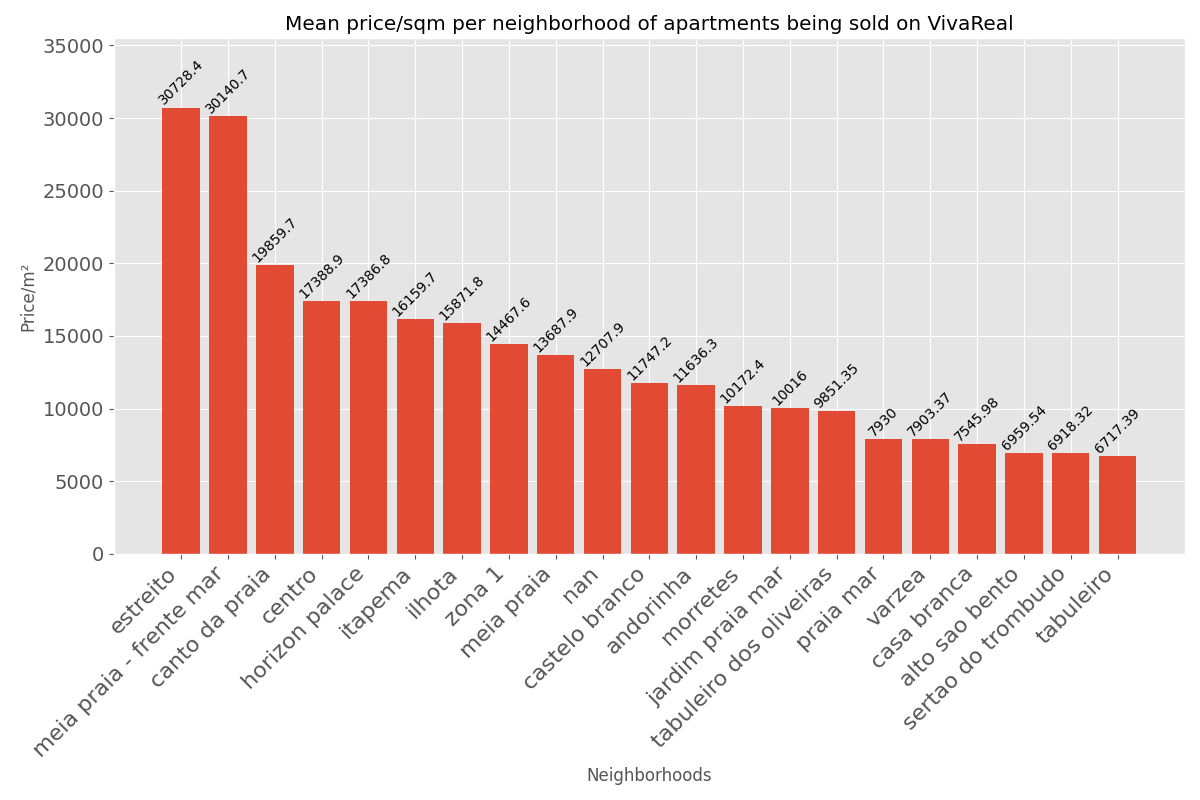 Mean price/sqm per neighborhood of apartments being sold on VivaReal
35000
30000
25000
20000
15000
10000
5000
0
Price/m²
30728.4
30140.7
19859.7
17388.9
17386.8
16159.7
15871.8
14467.6
13687.9
12707.9
11747.2
11636.3
10172.4
10016
9851.35
7930
7903.37
7545.98
6959.54
6918.32
6717.39
estreito
meia praia - frente mar
canto da praia
centro
horizon palace
itapema
ilhota
zona 1
meia praia
nan
castelo branco
andorinha
morretes
jardim praia mar
tabuleiro dos oliveiras
praia mar
varzea
casa branca
alto sao bento
sertao do trombudo
tabuleiro
Neighborhoods